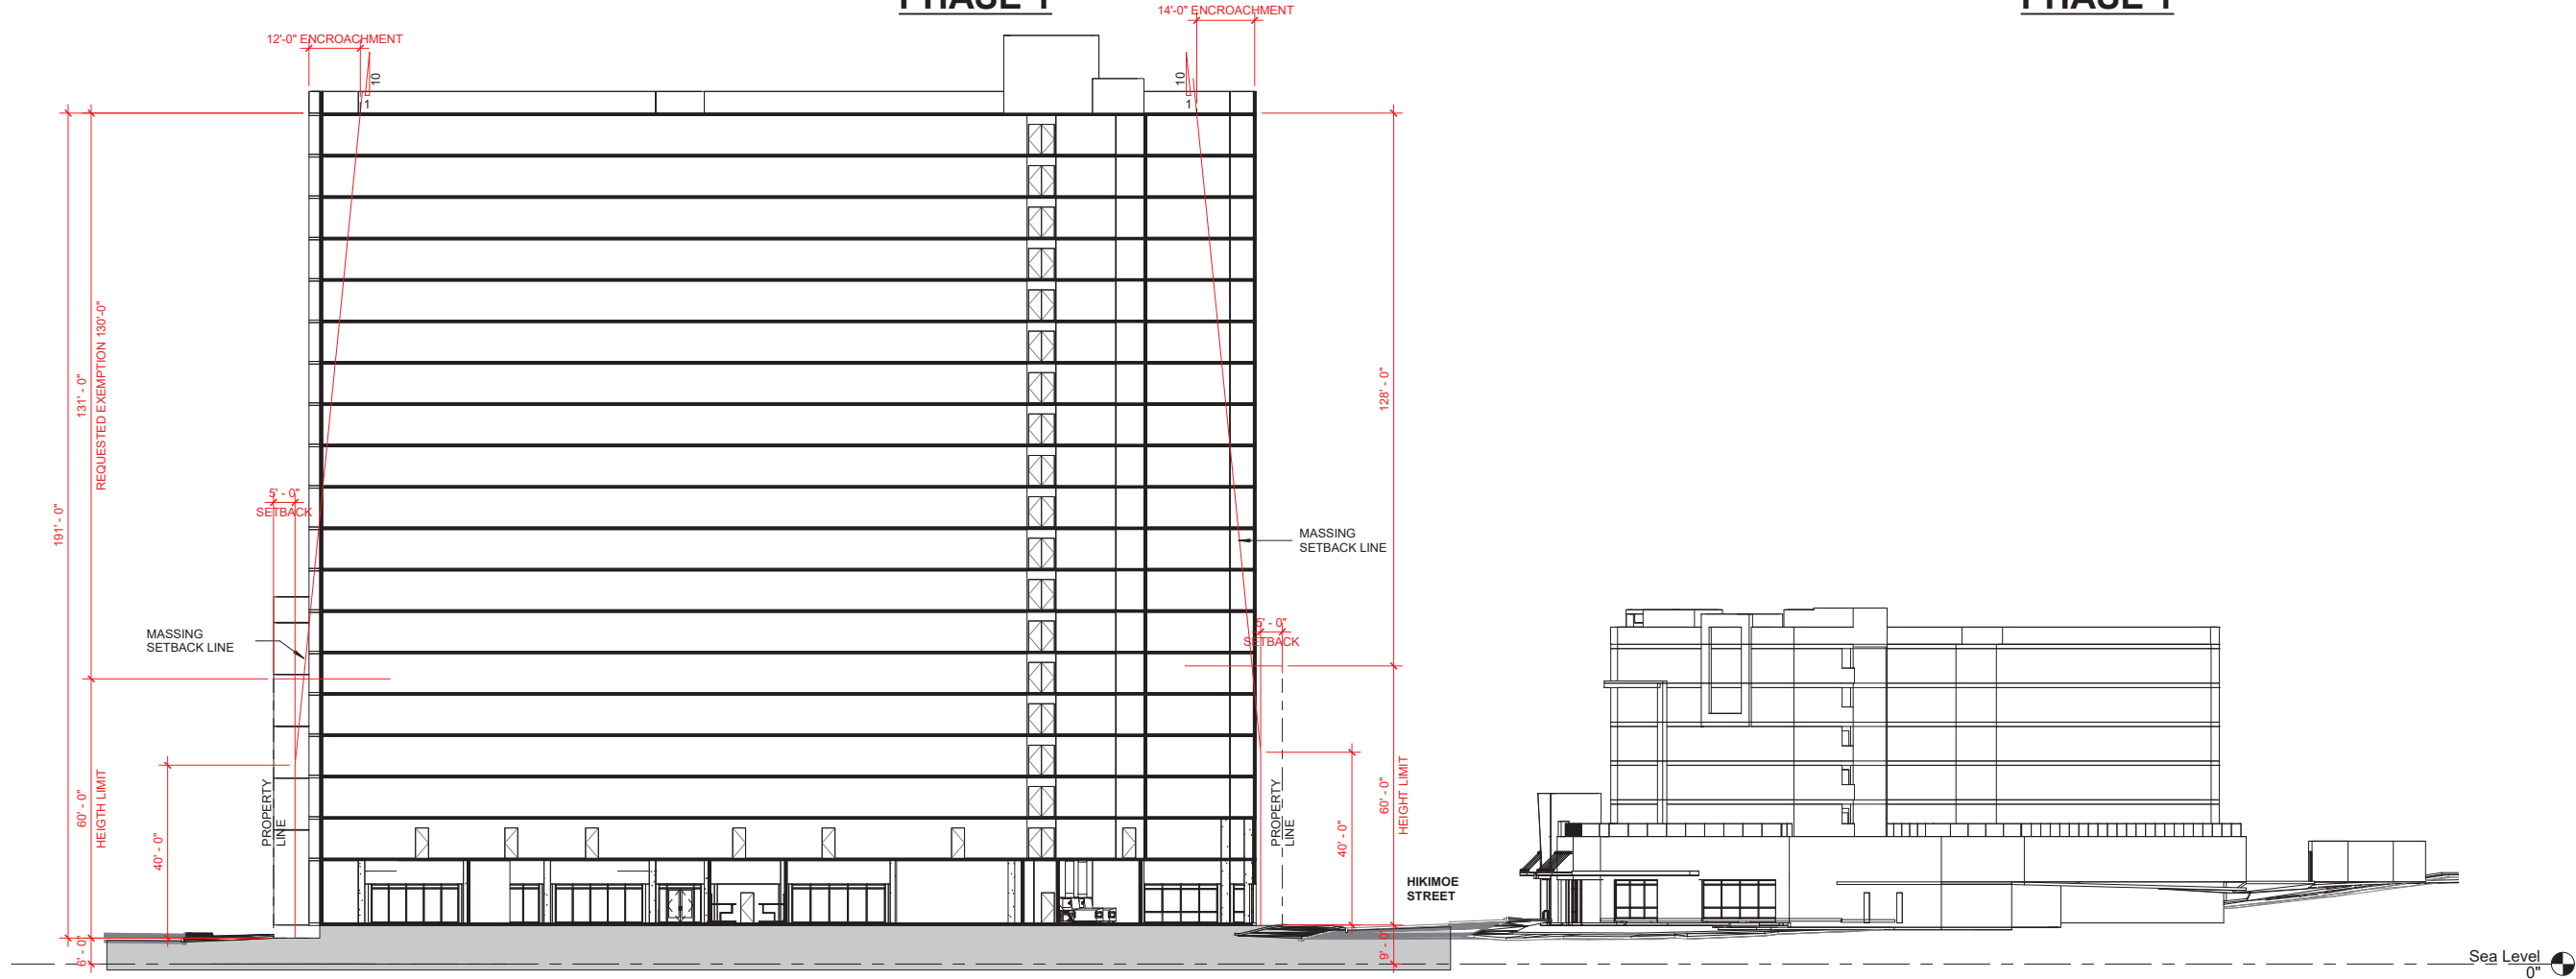 PHASE 1
PHASE 1
14'-0" ENCROACHMENT
12'-0" ENCROACHMENT
10
1
10
1
191' - 0"
131' - 0"
REQUESTED EXEMPTION 130'-0"
128' - 0"
5' - 0"
SETBACK
MASSING
SETBACK LINE
MASSING
SETBACK LINE
5' - 0"
SETBACK
60' - 0"
HEIGTH LIMIT
40' - 0"
PROPERTY
LINE
PROPERTY
LINE
40' - 0"
60' - 0"
HEIGHT LIMIT
HIKIMOE
STREET
6' - 0"
9' - 0"
Sea Level
0"